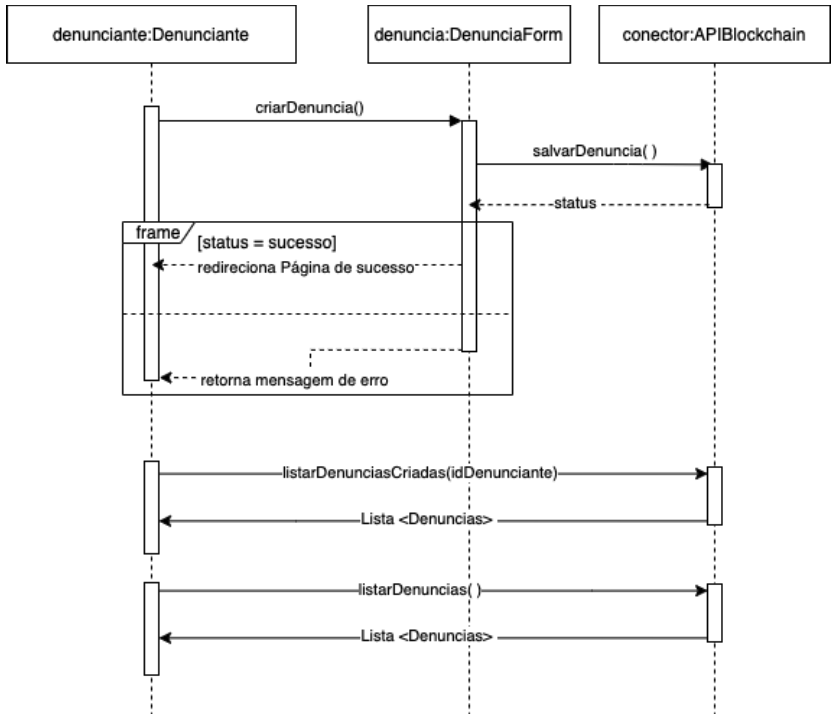 denunciante:Denunciante
denuncia:DenunciaForm
conector:APIBlockchain
criarDenuncia()
salvarDenuncia( )
status
frame
[status = sucesso]
redireciona Página de sucesso
retorna mensagem de erro
listarDenunciasCriadas(idDenunciante)
Lista <Denuncias>
listarDenuncias( )
Lista <Denuncias>